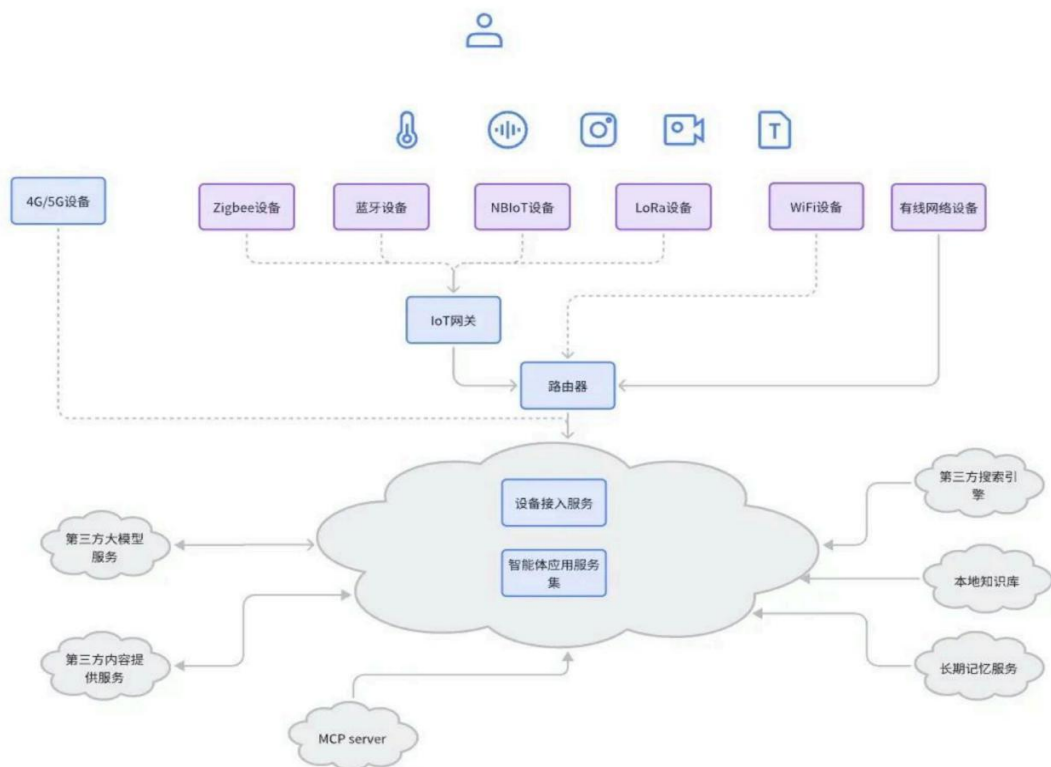 T
4G/5G设备
Zigbee设备
蓝牙设备
NBIoT设备
LoRa设备
WiFi设备
有线网络设备
IoT网关
路由器
设备接入服务
智能体应用服务
集
第三方搜索引
擎
第三方大模型
服务
本地知识库
第三方内容提
供服务
长期记忆服务
MCP server